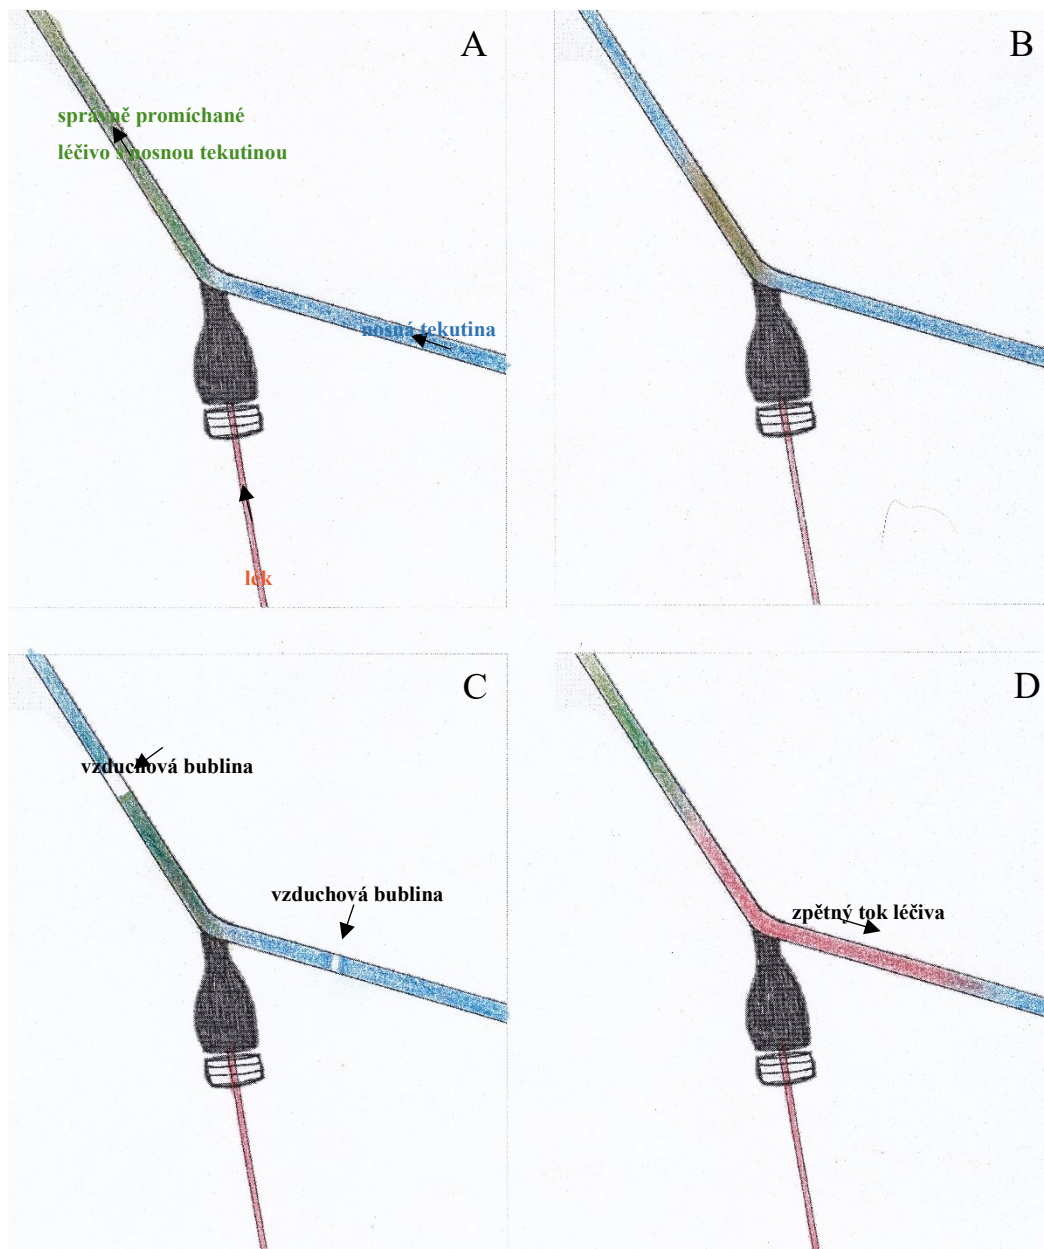 A
správně promíchané
léčivo s nosnou tekutinou
nosná tekutina
lék
B
C
vzduchová bublina
vzduchová bublina
D
zpětný tok léčiva